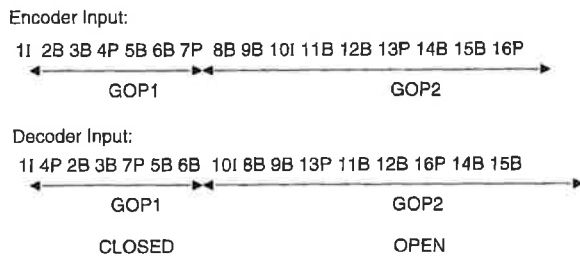 Encoder Input:
1I 2B 3B 4P 5B 6B 7P 8B 9B 10I 11B 12B 13P 14B 15B 16P
GOP1 GOP2
Decoder Input:
1I 4P 2B 3B 7P 5B 6B 10I 8B 9B 13P 11B 12B 16P 14B 15B
GOP1 GOP2
CLOSED OPEN